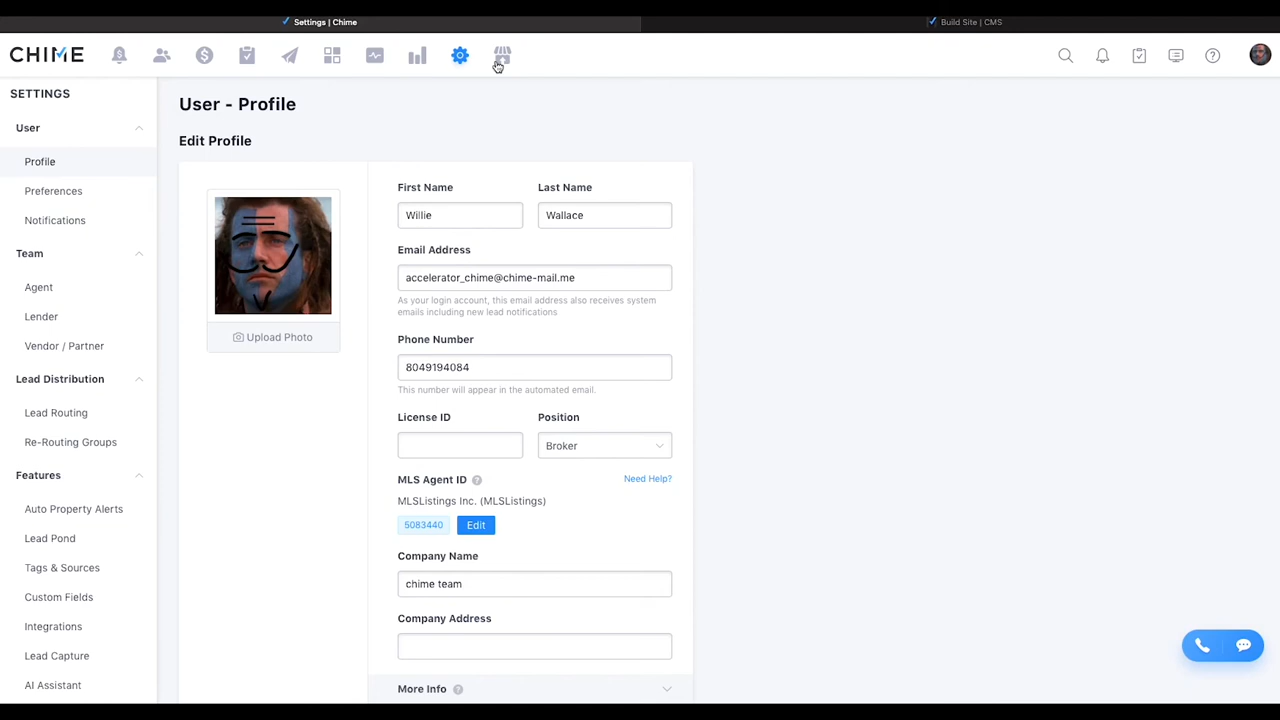 Settings | Chime
Build Site | CMS
CHIME
SETTINGS
User
Profile
Preferences
Notifications
Team
Agent
Lender
Vendor / Partner
Lead Distribution
Lead Routing
Re-Routing Groups
Features
Auto Property Alerts
Lead Pond
Tags & Sources
Custom Fields
Integrations
Lead Capture
AI Assistant
User - Profile
Edit Profile
Upload Photo
First Name
Last Name
Willie
Wallace
Email Address
accelerator_chime@chime-mail.me
As your login account, this email address also receives system
emails including new lead notifications
Phone Number
8049194084
This number will appear in the automated email.
License ID
Position
Broker
MLS Agent ID
Need Help?
MLSListings Inc. (MLSListings)
5083440
Edit
Company Name
chime team
Company Address
More Info